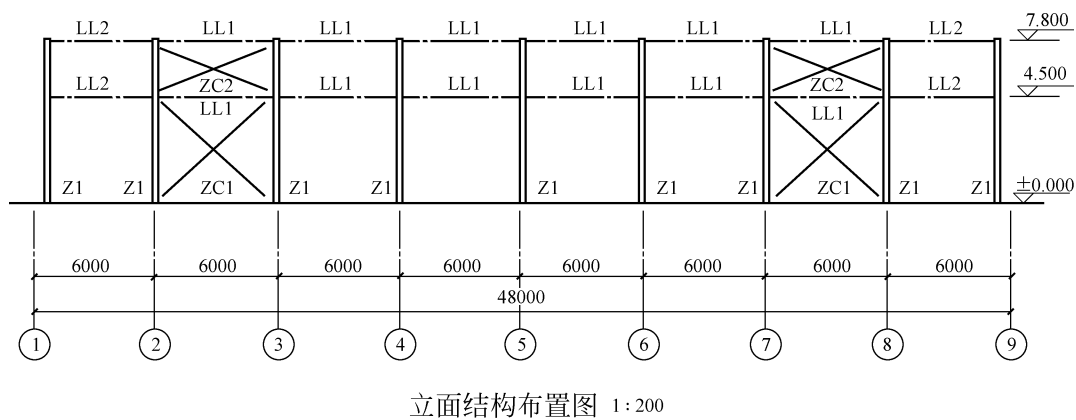 LL2 LL1 LL1 LL1 LL1 LL1 LL1 LL2 7.800
ZC2 ZC2
LL2 LL1 LL1 LL1 LL1 LL2 4.500
LL1 LL1
Z1 Z1 ZC1 Z1 Z1 Z1 Z1 Z1 ZC1 Z1 Z1 ±0.000
6000 6000 6000 6000 6000 6000 6000 6000
48000
1 2 3 4 5 6 7 8 9
立面结构布置图 1:200